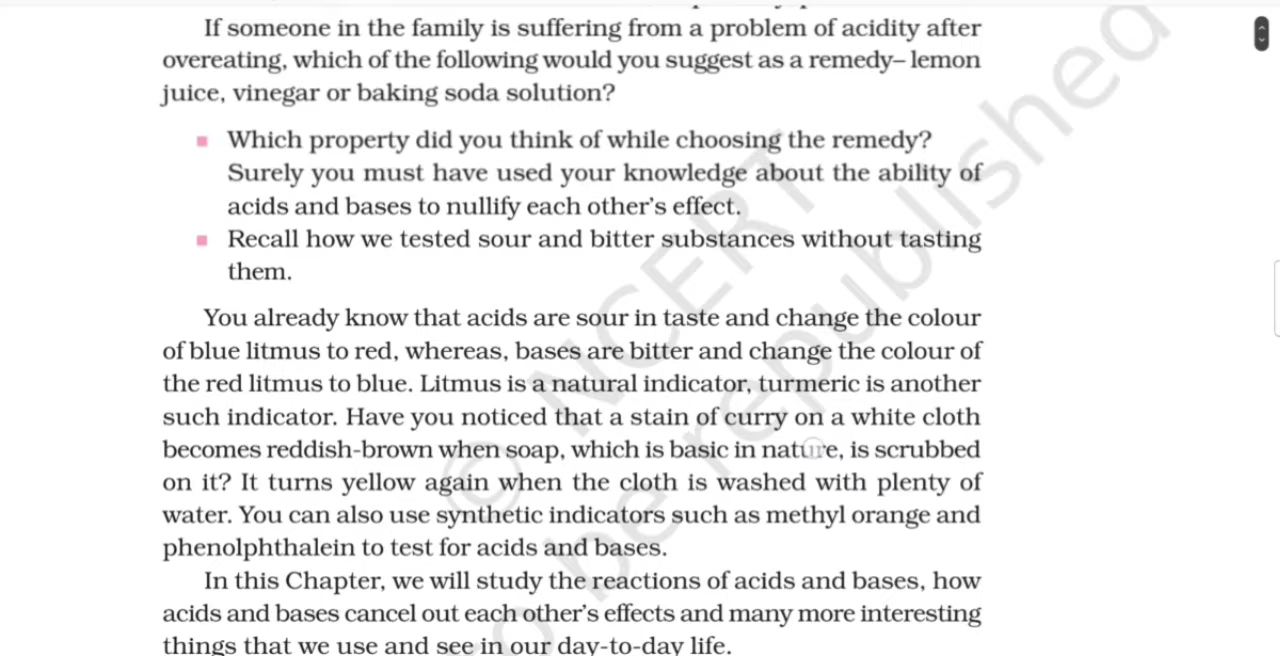 If someone in the family is suffering from a problem of acidity after
overeating, which of the following would you suggest as a remedy– lemon
juice, vinegar or baking soda solution?
Which property did you think of while choosing the remedy?
Surely you must have used your knowledge about the ability of
acids and bases to nullify each other's effect.
Recall how we tested sour and bitter substances without tasting
them.
You already know that acids are sour in taste and change the colour
of blue litmus to red, whereas, bases are bitter and change the colour of
the red litmus to blue. Litmus is a natural indicator, turmeric is another
such indicator. Have you noticed that a stain of curry on a white cloth
becomes reddish-brown when soap, which is basic in nature, is scrubbed
on it? It turns yellow again when the cloth is washed with plenty of
water. You can also use synthetic indicators such as methyl orange and
phenolphthalein to test for acids and bases.
In this Chapter, we will study the reactions of acids and bases, how
acids and bases cancel out each other's effects and many more interesting
things that we use and see in our day-to-day life.
© NCERT
o be republished